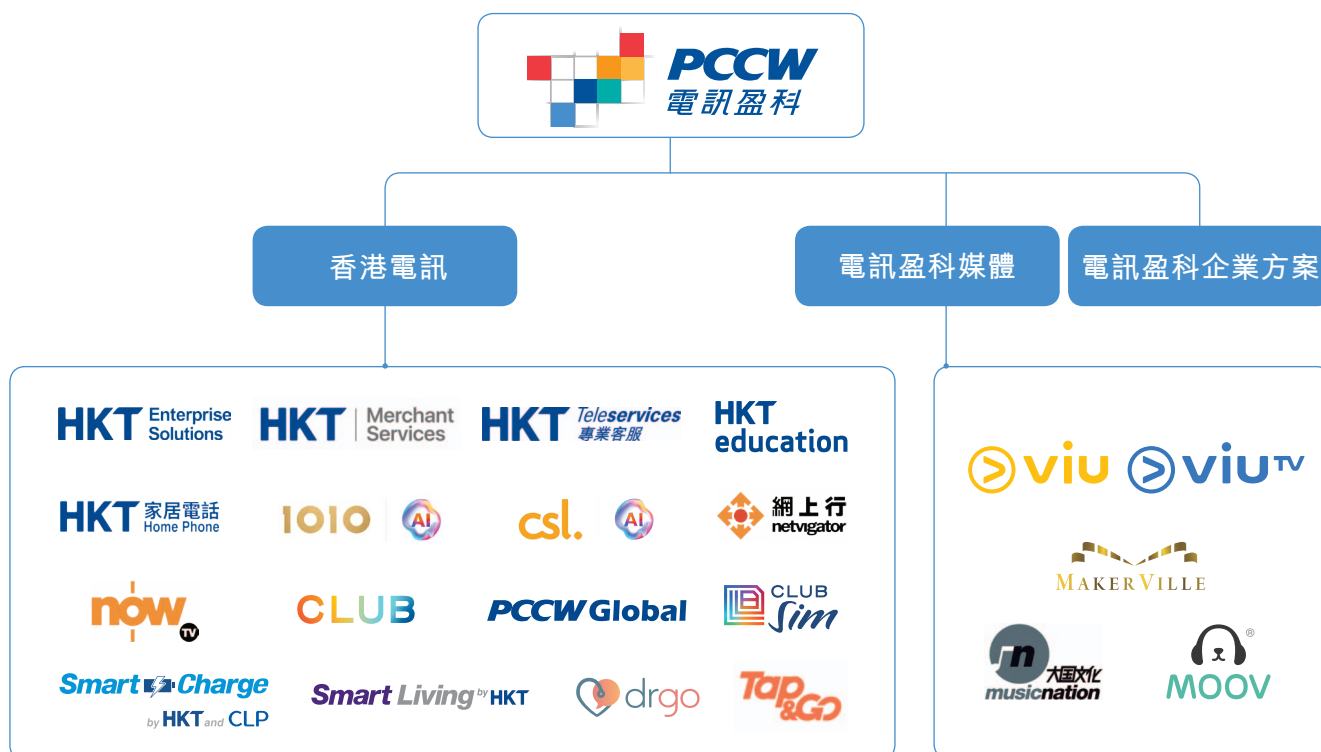 PCCW
電訊盈科
香港電訊
電訊盈科媒體
電訊盈科企業方案
HKT Enterprise Solutions
HKT Merchant Services
HKT Teleservices 專業客服
HKT education
HKT 家居電話 Home Phone
1010 AI
csl. AI
網上行 netvigator
now TV
CLUB
PCCW Global
CLUB Sim
Smart Charge
by HKT and CLP
Smart Living by HKT
drgo
Tap & Go
viu
viu TV
MAKERVILLE
大国文化
musicnation
MOOV ®